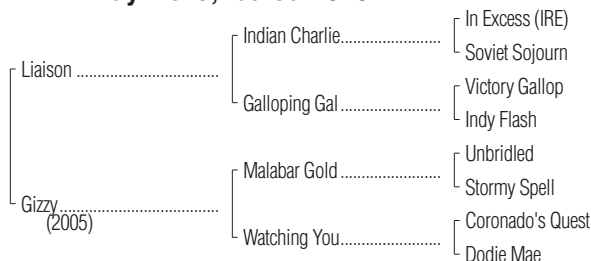 In Excess (IRE)
Indian Charlie
Soviet Sojourn
Liaison
Victory Gallop
Galloping Gal
Indy Flash
Unbridled
Malabar Gold
Stormy Spell
Gizzy
(2005)
Coronado's Quest
Watching You
Dodie Mae